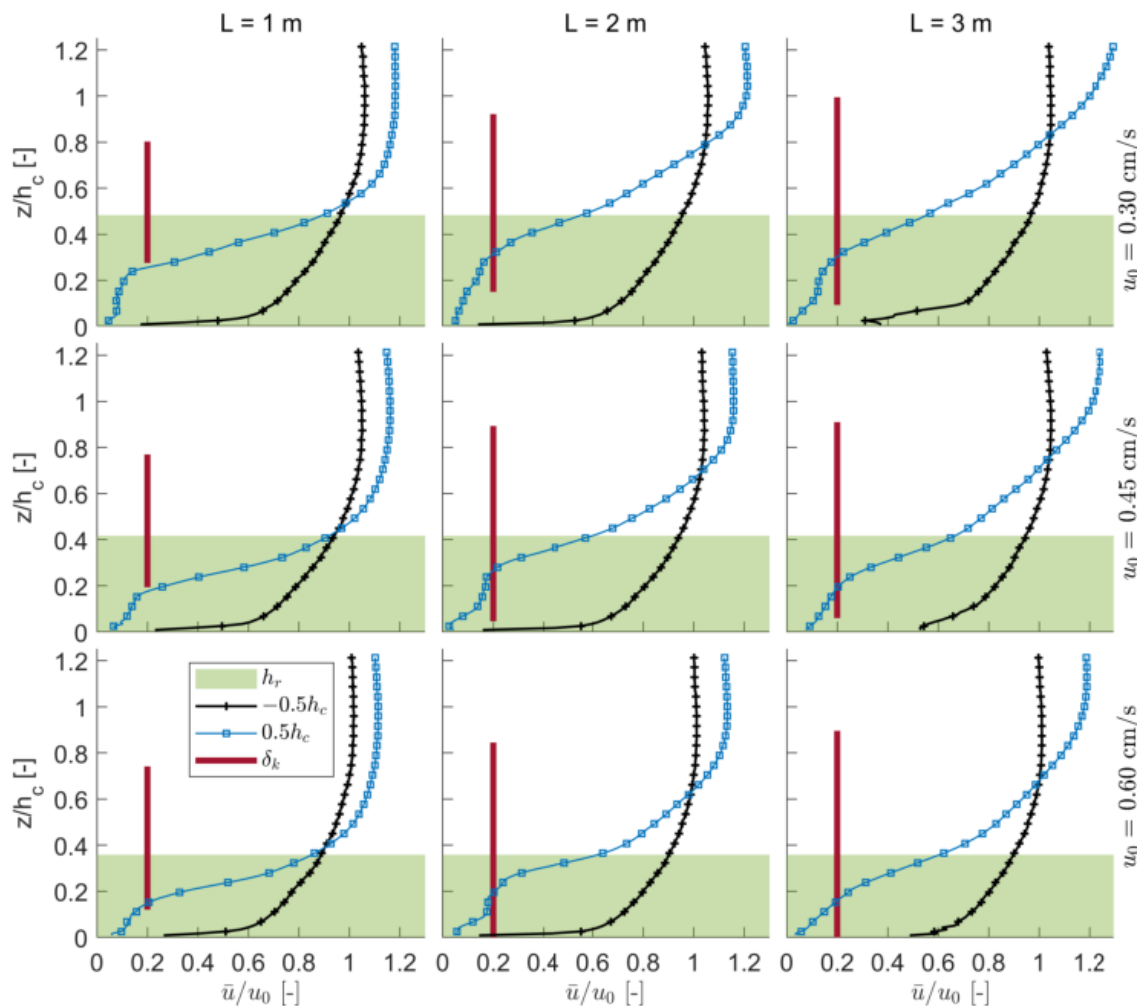 L = 1 m
L = 2 m
L = 3 m
1.2
1
0.8
0.6
0.4
0.2
0
z/h_c [-]
u_0 = 0.30 cm/s
1.2
1
0.8
0.6
0.4
0.2
0
z/h_c [-]
u_0 = 0.45 cm/s
1.2
1
0.8
0.6
0.4
0.2
0
z/h_c [-]
h_r
−0.5h_c
0.5h_c
δ_k
u_0 = 0.60 cm/s
0 0.2 0.4 0.6 0.8 1 1.2
0 0.2 0.4 0.6 0.8 1 1.2
0 0.2 0.4 0.6 0.8 1 1.2
ū/u_0 [-]
ū/u_0 [-]
ū/u_0 [-]